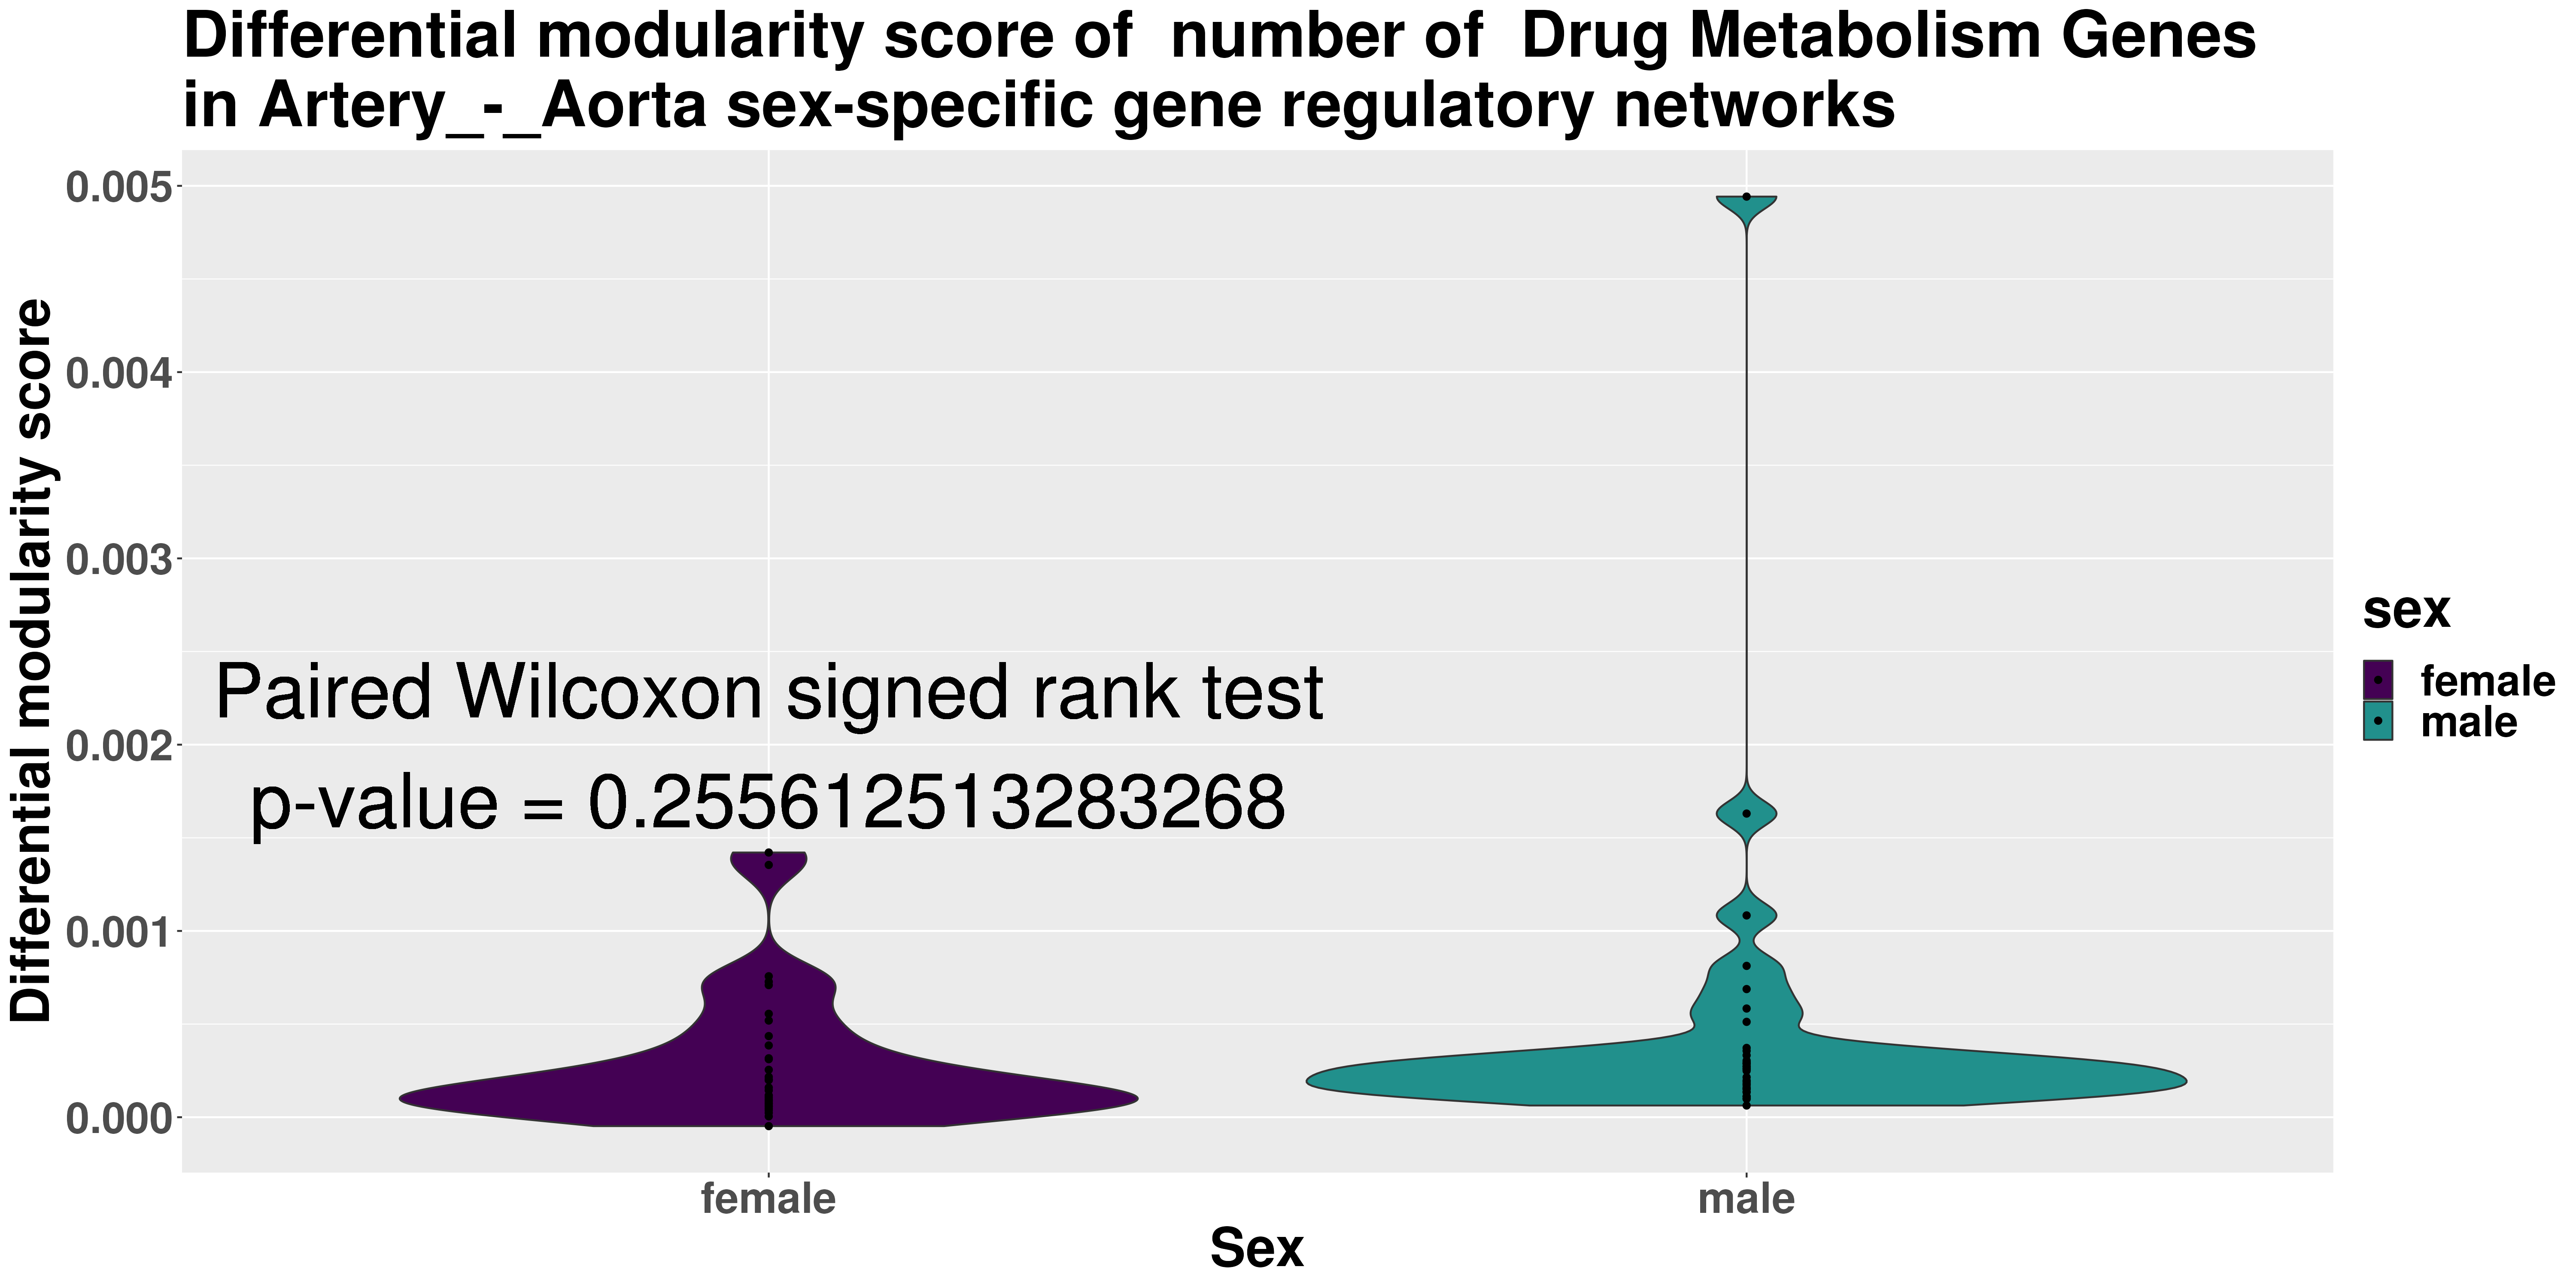 Differential modularity score of  number of  Drug Metabolism Genes
in Artery_-_Aorta sex-specific gene regulatory networks
Differential modularity score
0.005
0.004
0.003
0.002
0.001
0.000
Paired Wilcoxon signed rank test
p-value = 0.255612513283268
female
male
Sex
sex
female
male